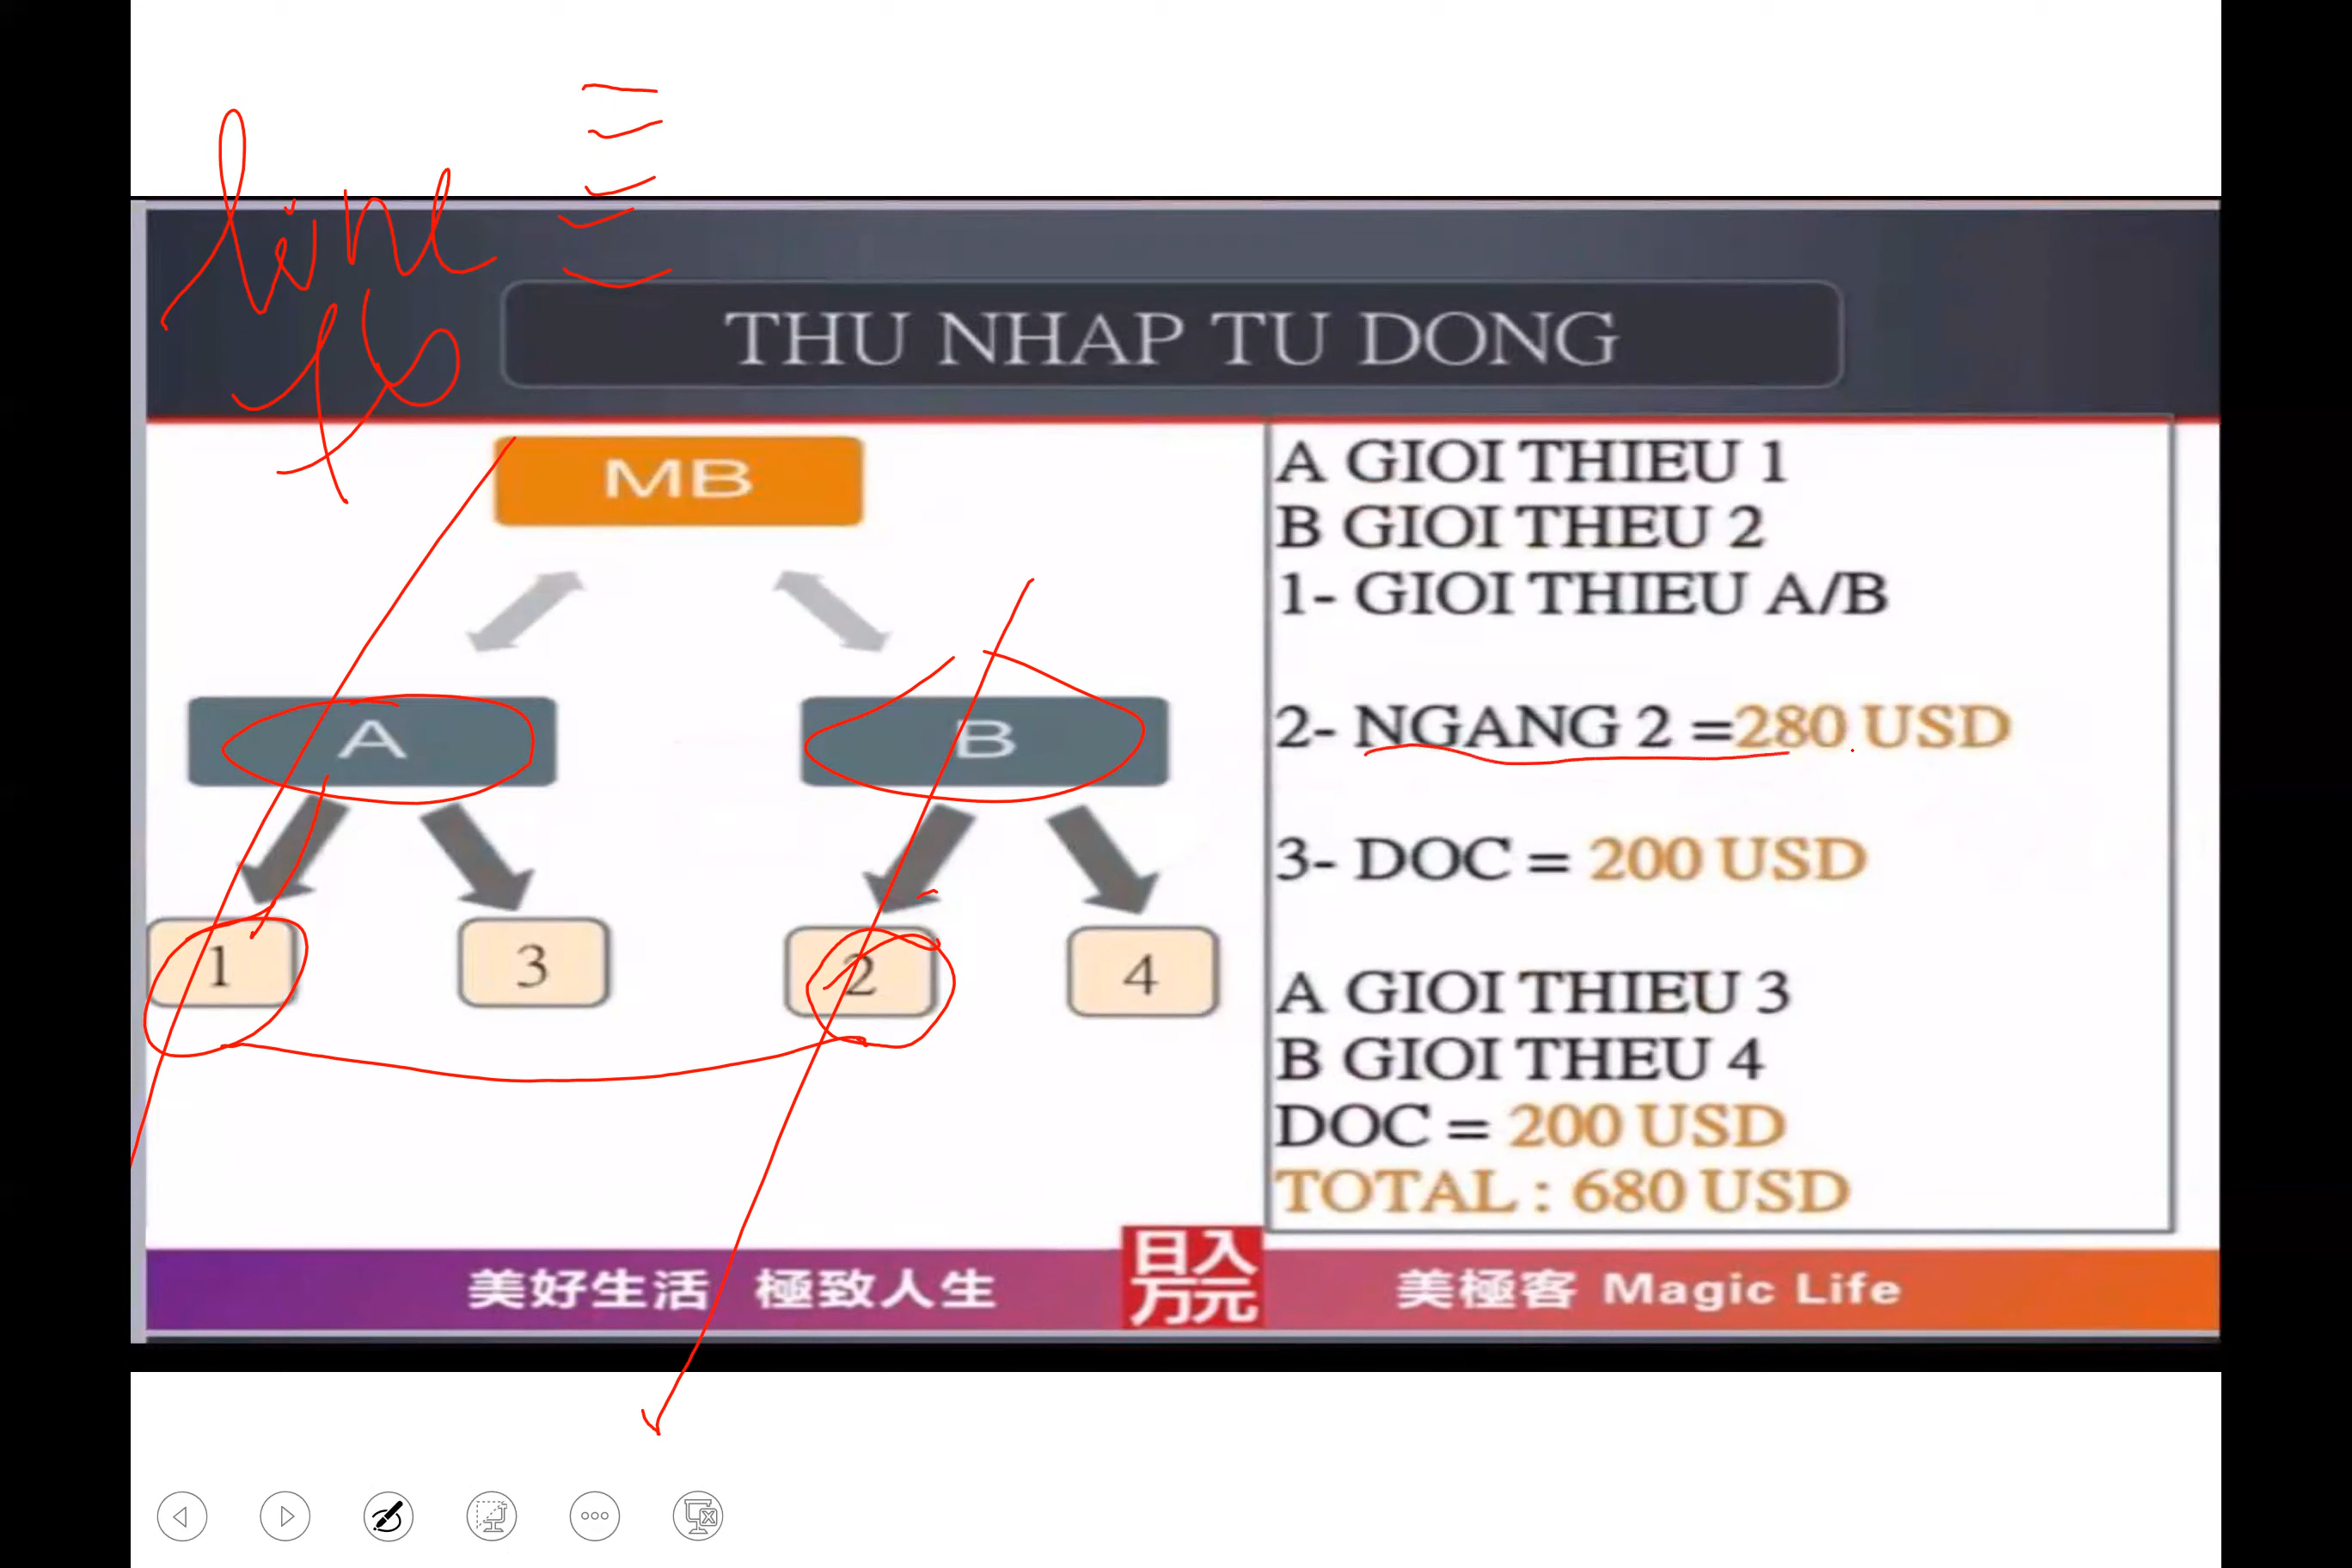 line
fb
THU NHAP TU DONG
MB
A
B
1
3
2
4
A GIOI THIEU 1
B GIOI THEU 2
1- GIOI THIEU A/B
2- NGANG 2 =280 USD
3- DOC = 200 USD
A GIOI THIEU 3
B GIOI THEU 4
DOC = 200 USD
TOTAL : 680 USD
美好生活 極致人生
日入
万元
美極客 Magic Life